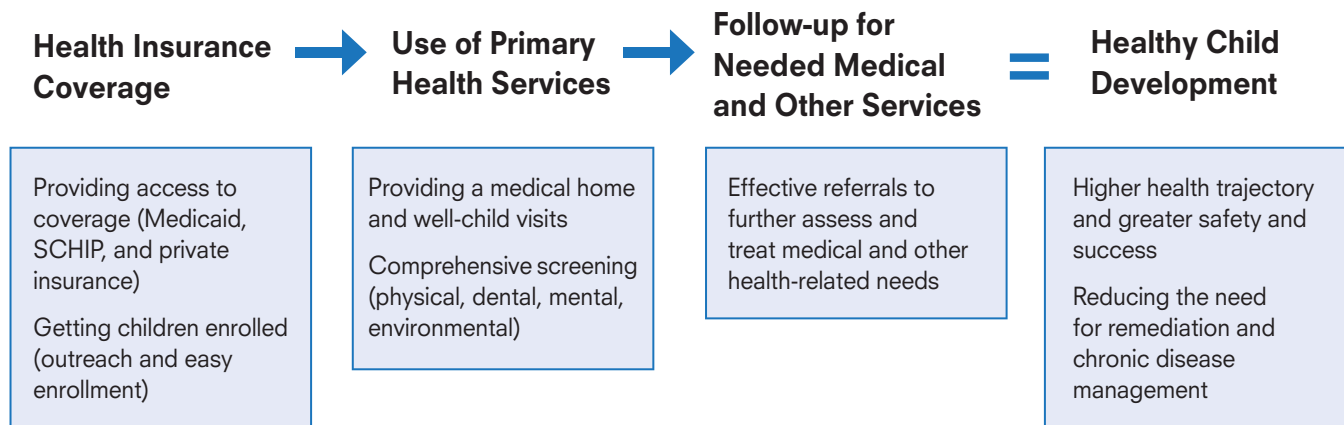 Health Insurance
Coverage
Use of Primary
Health Services
Follow-up for
Needed Medical
and Other Services
=
Healthy Child
Development
Providing access to
coverage (Medicaid,
SCHIP, and private
insurance)
Getting children enrolled
(outreach and easy
enrollment)
Providing a medical home
and well-child visits
Comprehensive screening
(physical, dental, mental,
environmental)
Effective referrals to
further assess and
treat medical and other
health-related needs
Higher health trajectory
and greater safety and
success
Reducing the need
for remediation and
chronic disease
management